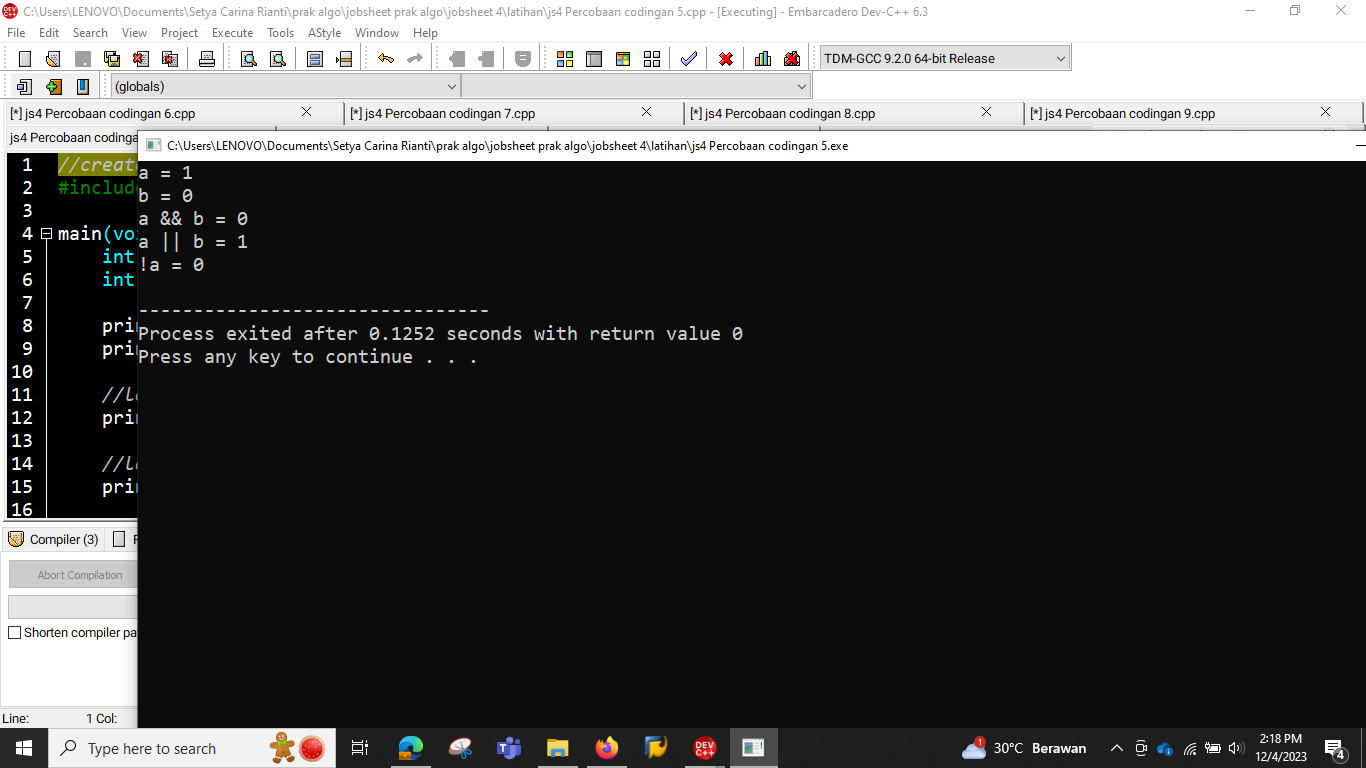 C:\Users\LENOVO\Documents\Setya Carina Rianti\prak algo\jobsheet prak algo\jobsheet 4\latihan\js4 Percobaan codingan 5.cpp - [Executing] - Embarcadero Dev-C++ 6.3
File Edit Search View Project Execute Tools AStyle Window Help
TDM-GCC 9.2.0 64-bit Release
(globals)
[*] js4 Percobaan codingan 6.cpp [*] js4 Percobaan codingan 7.cpp [*] js4 Percobaan codingan 8.cpp [*] js4 Percobaan codingan 9.cpp
js4 Percobaan codinga
C:\Users\LENOVO\Documents\Setya Carina Rianti\prak algo\jobsheet prak algo\jobsheet 4\latihan\js4 Percobaan codingan 5.exe
1 //creat
2 #includ
3
4 main(vo
5 int
6 int
7
8 pri
9 pri
10
11 //l
12 pri
13
14 //l
15 pri
16
a = 1
b = 0
a && b = 0
a || b = 1
!a = 0
--------------------------------
Process exited after 0.1252 seconds with return value 0
Press any key to continue . . .
Compiler (3)
Abort Compilation
Shorten compiler pa
Line: 1 Col:
Type here to search
DEV C++
1
30°C Berawan
2:18 PM
12/4/2023
4